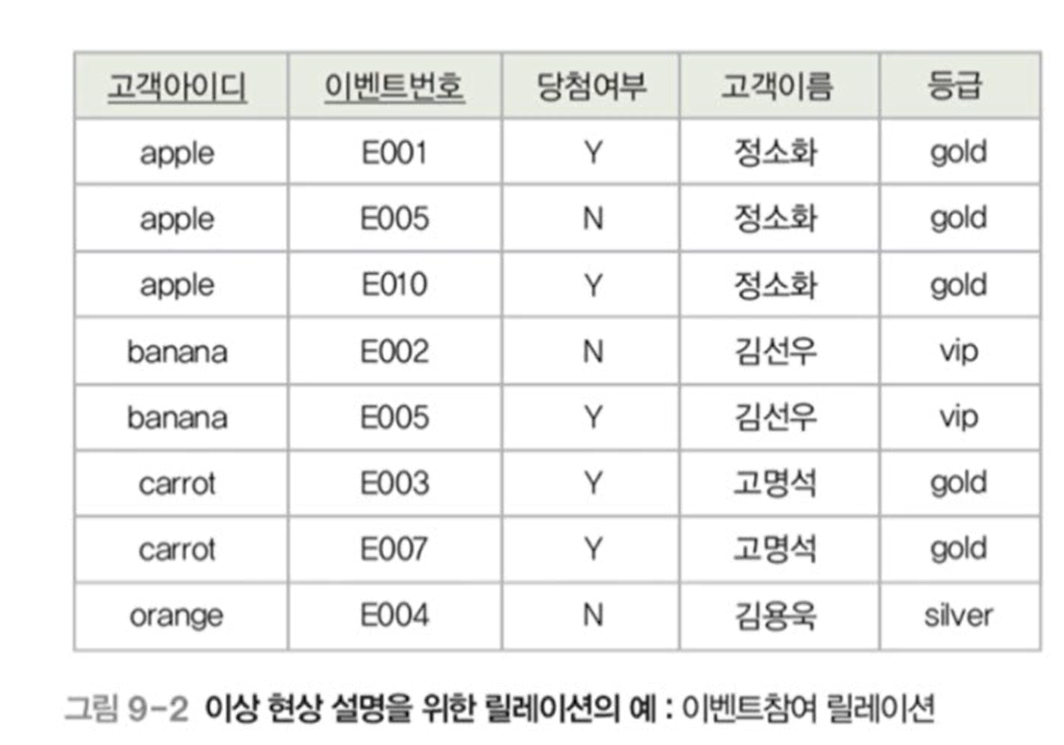 고객아이디 이벤트번호 당첨여부 고객이름 등급
apple E001 Y 정소화 gold
apple E005 N 정소화 gold
apple E010 Y 정소화 gold
banana E002 N 김선우 vip
banana E005 Y 김선우 vip
carrot E003 Y 고명석 gold
carrot E007 Y 고명석 gold
orange E004 N 김용욱 silver
그림 9-2 이상 현상 설명을 위한 릴레이션의 예 : 이벤트참여 릴레이션